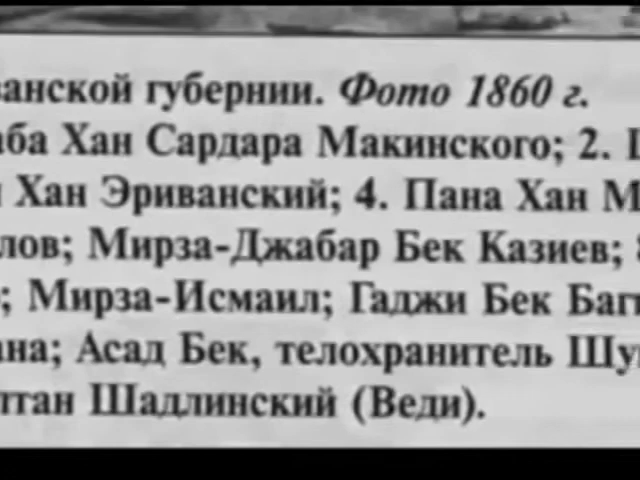 ванской губернии. Фото 1860 г.
аба Хан Сардара Макинского; 2.
Хан Эриванский; 4. Пана Хан М
лов; Мирза-Джабар Бек Казиев;
; Мирза-Исмаил; Гаджи Бек Баг
ана; Асад Бек, телохранитель Шу
лтан Шадлинский (Веди).